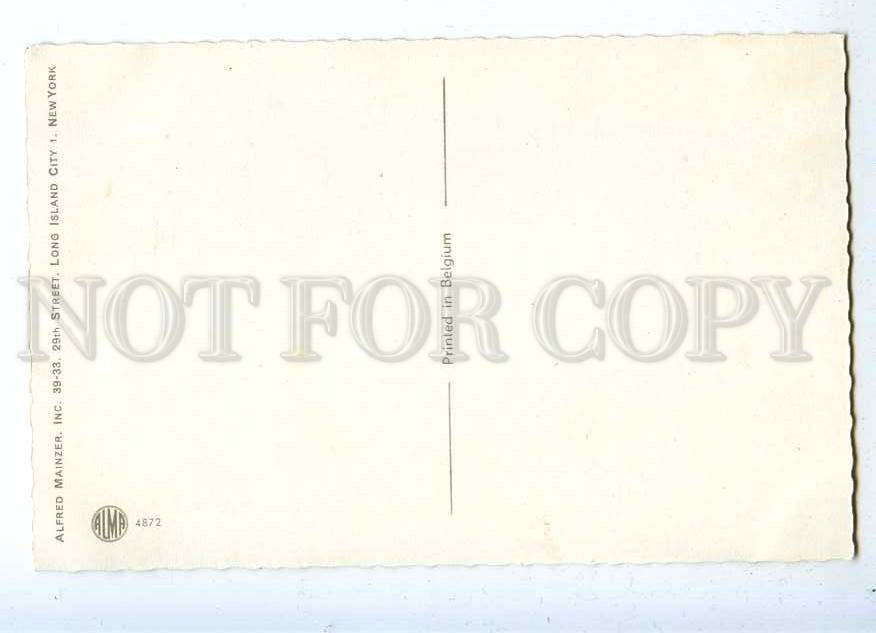 ALFRED MAINZER, INC. 39-33, 29th STREET, LONG ISLAND CITY 1, NEW YORK
ALMA 4872
Printed in Belgium
NOT FOR COPY